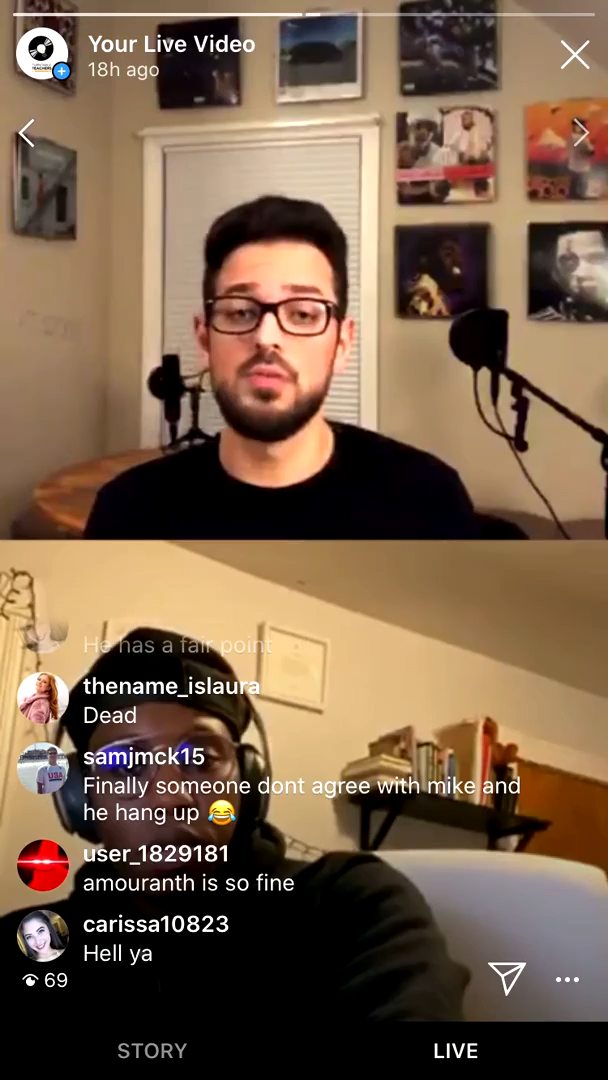 Your Live Video
18h ago
He has a fair point
thename_islaura
Dead
samjmck15
Finally someone dont agree with mike and
he hang up 😂
user_1829181
amouranth is so fine
carissa10823
Hell ya
69
STORY
LIVE